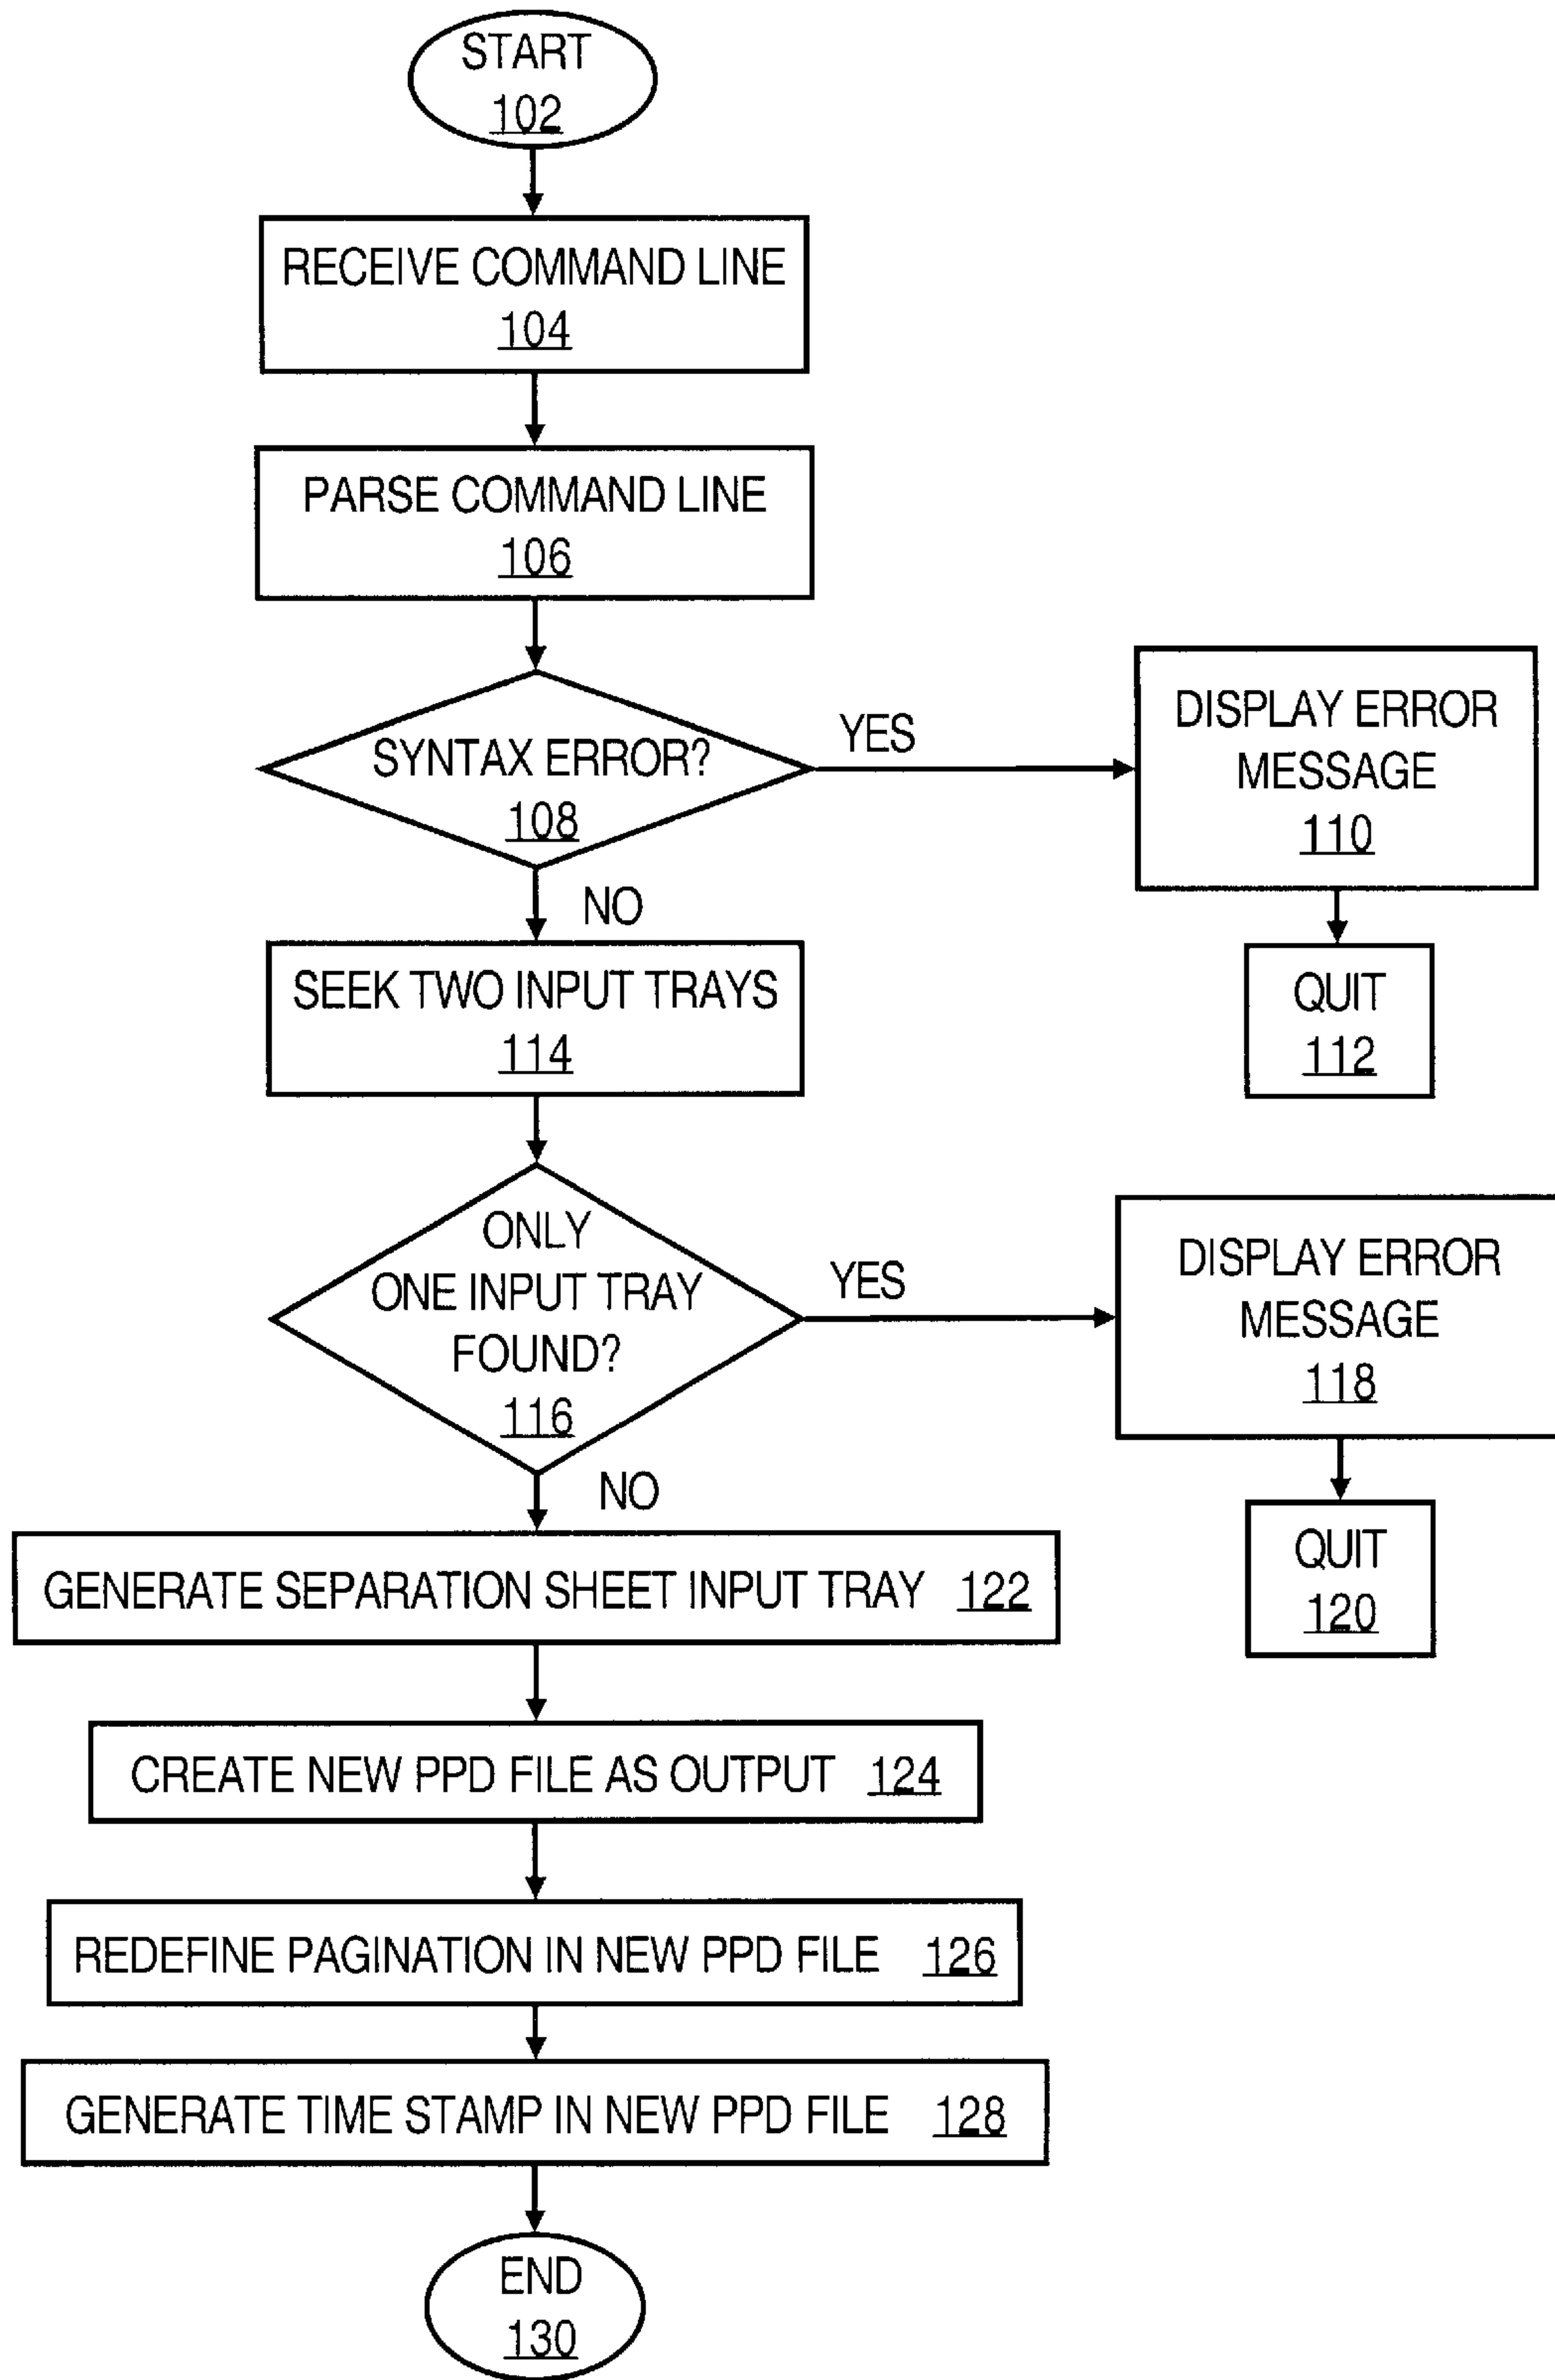 START
102
RECEIVE COMMAND LINE
104
PARSE COMMAND LINE
106
SYNTAX ERROR?
108
YES
DISPLAY ERROR
MESSAGE
110
QUIT
112
NO
SEEK TWO INPUT TRAYS
114
ONLY
ONE INPUT TRAY
FOUND?
116
YES
DISPLAY ERROR
MESSAGE
118
QUIT
120
NO
GENERATE SEPARATION SHEET INPUT TRAY 122
CREATE NEW PPD FILE AS OUTPUT 124
REDEFINE PAGINATION IN NEW PPD FILE 126
GENERATE TIME STAMP IN NEW PPD FILE 128
END
130